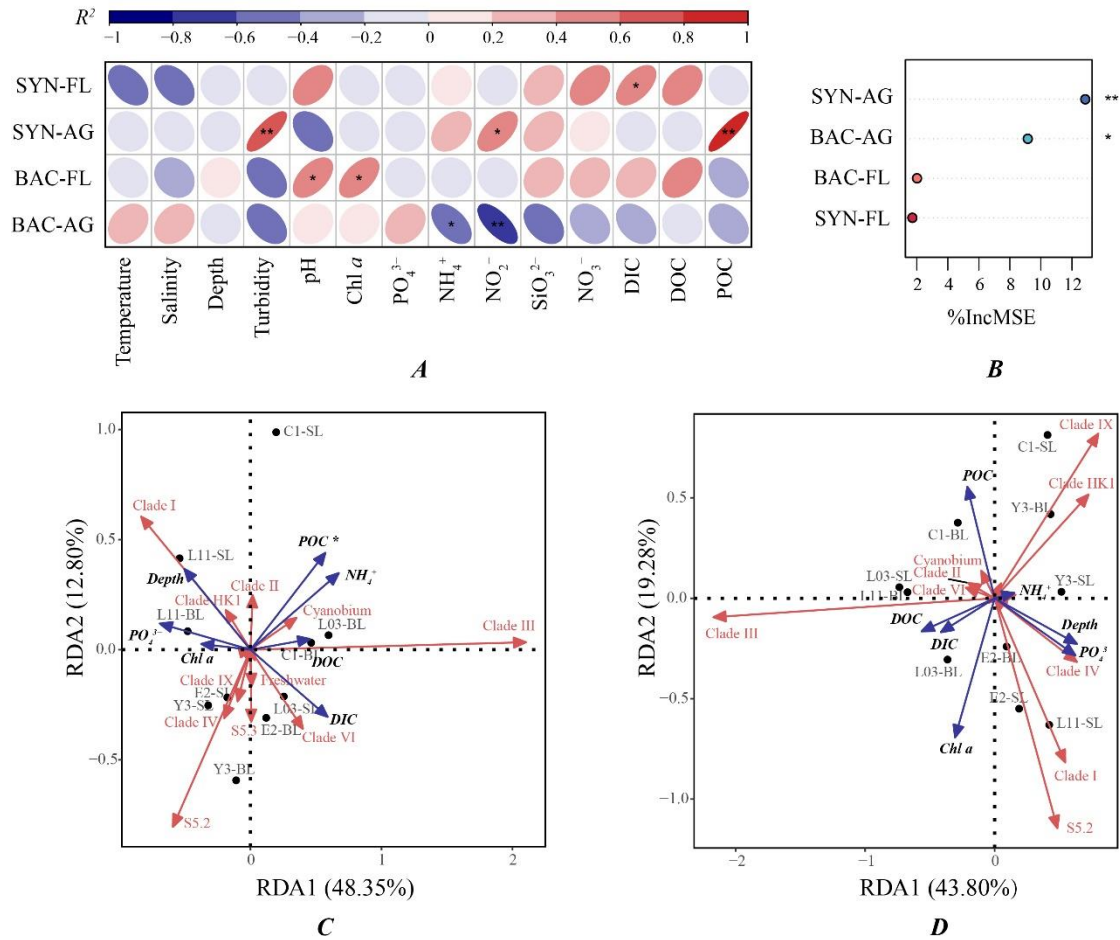 R²
−1 −0.8 −0.6 −0.4 −0.2 0 0.2 0.4 0.6 0.8 1
SYN-FL *
SYN-AG ** * **
BAC-FL * *
BAC-AG * **
Temperature Salinity Depth Turbidity pH Chl a PO₄³⁻ NH₄⁺ NO₂⁻ SiO₃²⁻ NO₃⁻ DIC DOC POC
A
SYN-AG **
BAC-AG *
BAC-FL
SYN-FL
2 4 6 8 10 12
%IncMSE
B
RDA2 (12.80%)
1.0
0.5
0.0
−0.5
C1-SL
Clade I
L11-SL
POC *
Depth
NH₄⁺
Clade II
Clade HK1
Cyanobium
L11-BL
L03-BL
Clade III
PO₄³⁻
C1-BL
DOC
Chl a
Clade IX
Freshwater
E2-SL
Y3-SL
L03-SL
DIC
Clade IV
S5.3
E2-BL
Clade VI
Y3-BL
S5.2
0 1 2
RDA1 (48.35%)
C
RDA2 (19.28%)
0.5
0.0
−0.5
−1.0
Clade IX
C1-SL
POC
Clade HK1
Y3-BL
C1-BL
Cyanobium
L03-SL
Clade II
Y3-SL
L11-BL
Clade VI
NH₄⁺
Clade III
DOC
Depth
DIC
PO₄³
E2-BL
L03-BL
Clade IV
E2-SL
L11-SL
Chl a
Clade I
S5.2
−2 −1 0
RDA1 (43.80%)
D